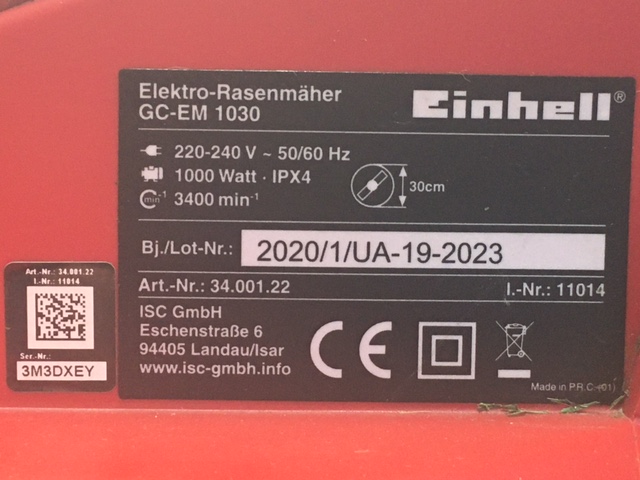 Elektro-Rasenmäher
GC-EM 1030
Einhell®
220-240 V ~ 50/60 Hz
1000 Watt · IPX4
min⁻¹ 3400 min⁻¹
30cm
Bj./Lot-Nr.: 2020/1/UA-19-2023
Art.-Nr.: 34.001.22 I.-Nr.: 11014
ISC GmbH
Eschenstraße 6
94405 Landau/Isar
www.isc-gmbh.info
CE
Made in P.R.C.(01)
Art.-Nr.: 34.001.22
I.-Nr.: 11014
Ser.-Nr.:
3M3DXEY